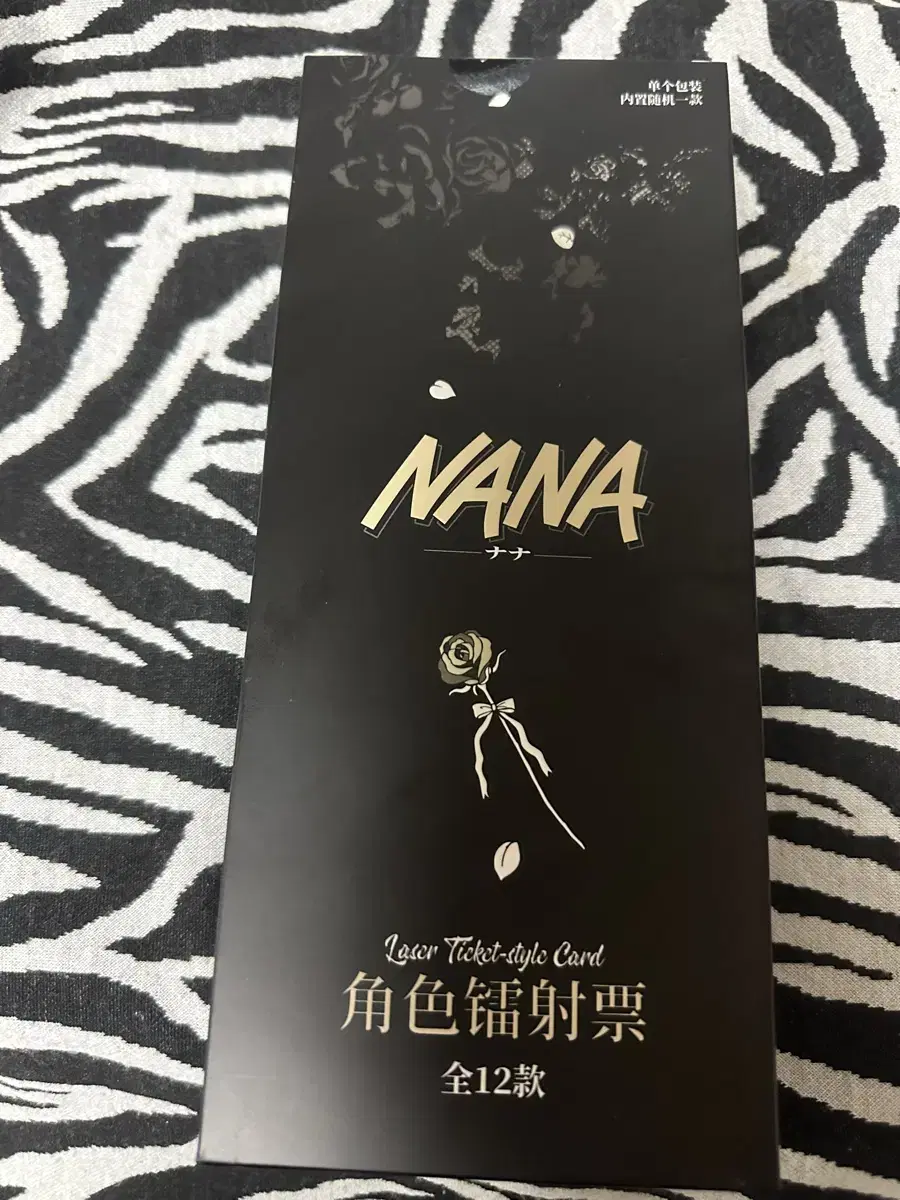 单个包装
内置随机一款
NANA
ナナ
Laser Ticket-style Card
角色镭射票
全12款